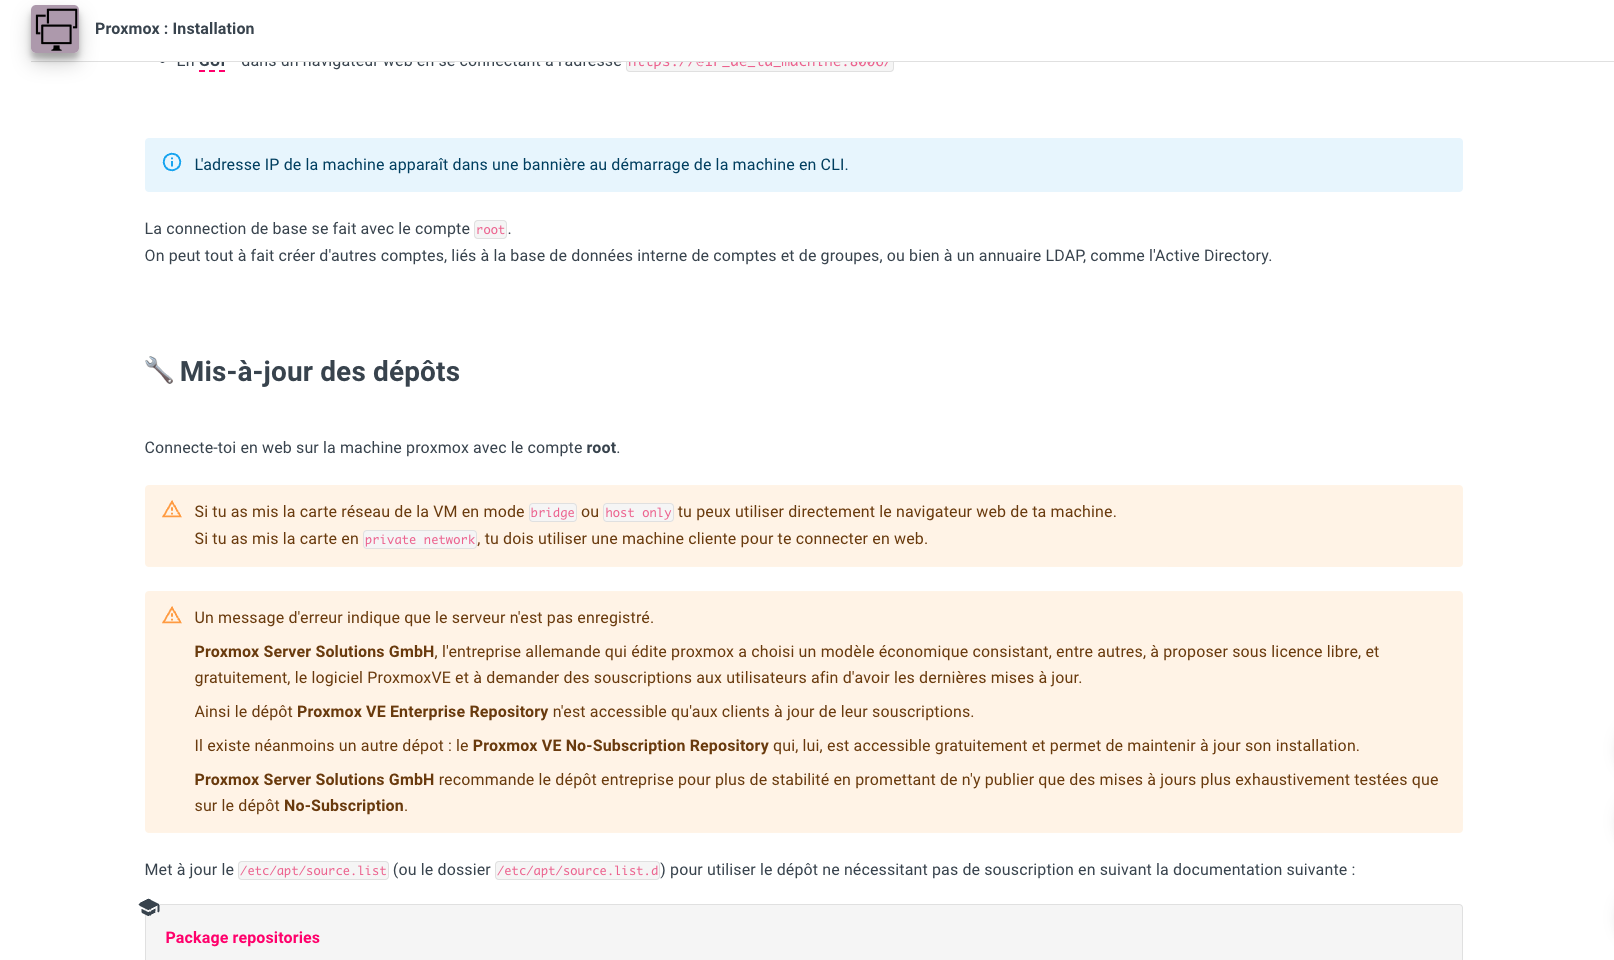 Proxmox : Installation
dans un navigateur web en se connectant à l'adresse
L'adresse IP de la machine apparaît dans une bannière au démarrage de la machine en CLI.
La connection de base se fait avec le compte root.
On peut tout à fait créer d'autres comptes, liés à la base de données interne de comptes et de groupes, ou bien à un annuaire LDAP, comme l'Active Directory.
🔧 Mis-à-jour des dépôts
Connecte-toi en web sur la machine proxmox avec le compte root.
Si tu as mis la carte réseau de la VM en mode bridge ou host only tu peux utiliser directement le navigateur web de ta machine.
Si tu as mis la carte en private network, tu dois utiliser une machine cliente pour te connecter en web.
Un message d'erreur indique que le serveur n'est pas enregistré.
Proxmox Server Solutions GmbH, l'entreprise allemande qui édite proxmox a choisi un modèle économique consistant, entre autres, à proposer sous licence libre, et
gratuitement, le logiciel ProxmoxVE et à demander des souscriptions aux utilisateurs afin d'avoir les dernières mises à jour.
Ainsi le dépôt Proxmox VE Enterprise Repository n'est accessible qu'aux clients à jour de leur souscriptions.
Il existe néanmoins un autre dépot : le Proxmox VE No-Subscription Repository qui, lui, est accessible gratuitement et permet de maintenir à jour son installation.
Proxmox Server Solutions GmbH recommande le dépôt entreprise pour plus de stabilité en promettant de n'y publier que des mises à jours plus exhaustivement testées que
sur le dépôt No-Subscription.
Met à jour le /etc/apt/source.list (ou le dossier /etc/apt/source.list.d) pour utiliser le dépôt ne nécessitant pas de souscription en suivant la documentation suivante :
Package repositories